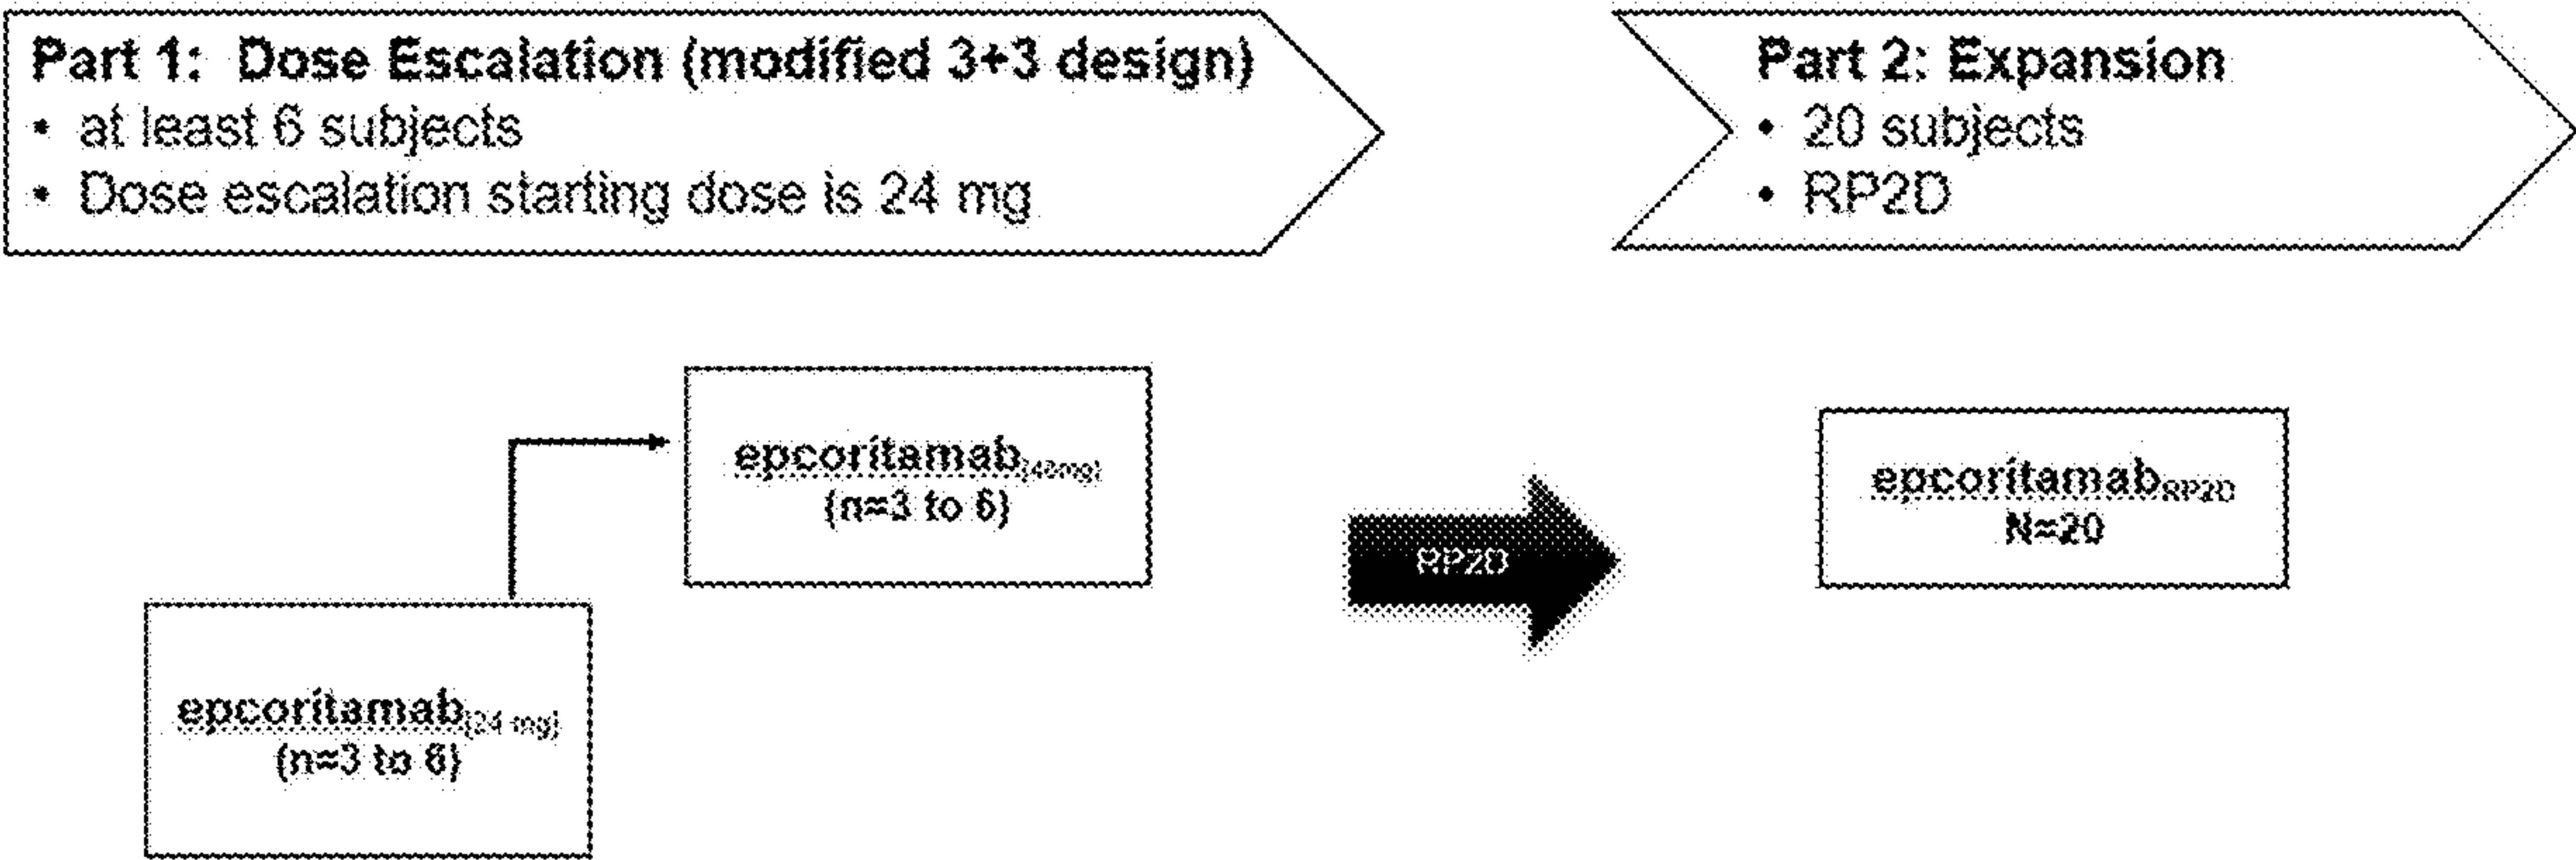 Part 1: Dose Escalation (modified 3+3 design)
• at least 6 subjects
• Dose escalation starting dose is 24 mg
Part 2: Expansion
• 20 subjects
• RP2D
epcoritamab(48mg)
(n=3 to 6)
epcoritamab(24 mg)
(n=3 to 6)
RP2D
epcoritamabRP2D
N=20